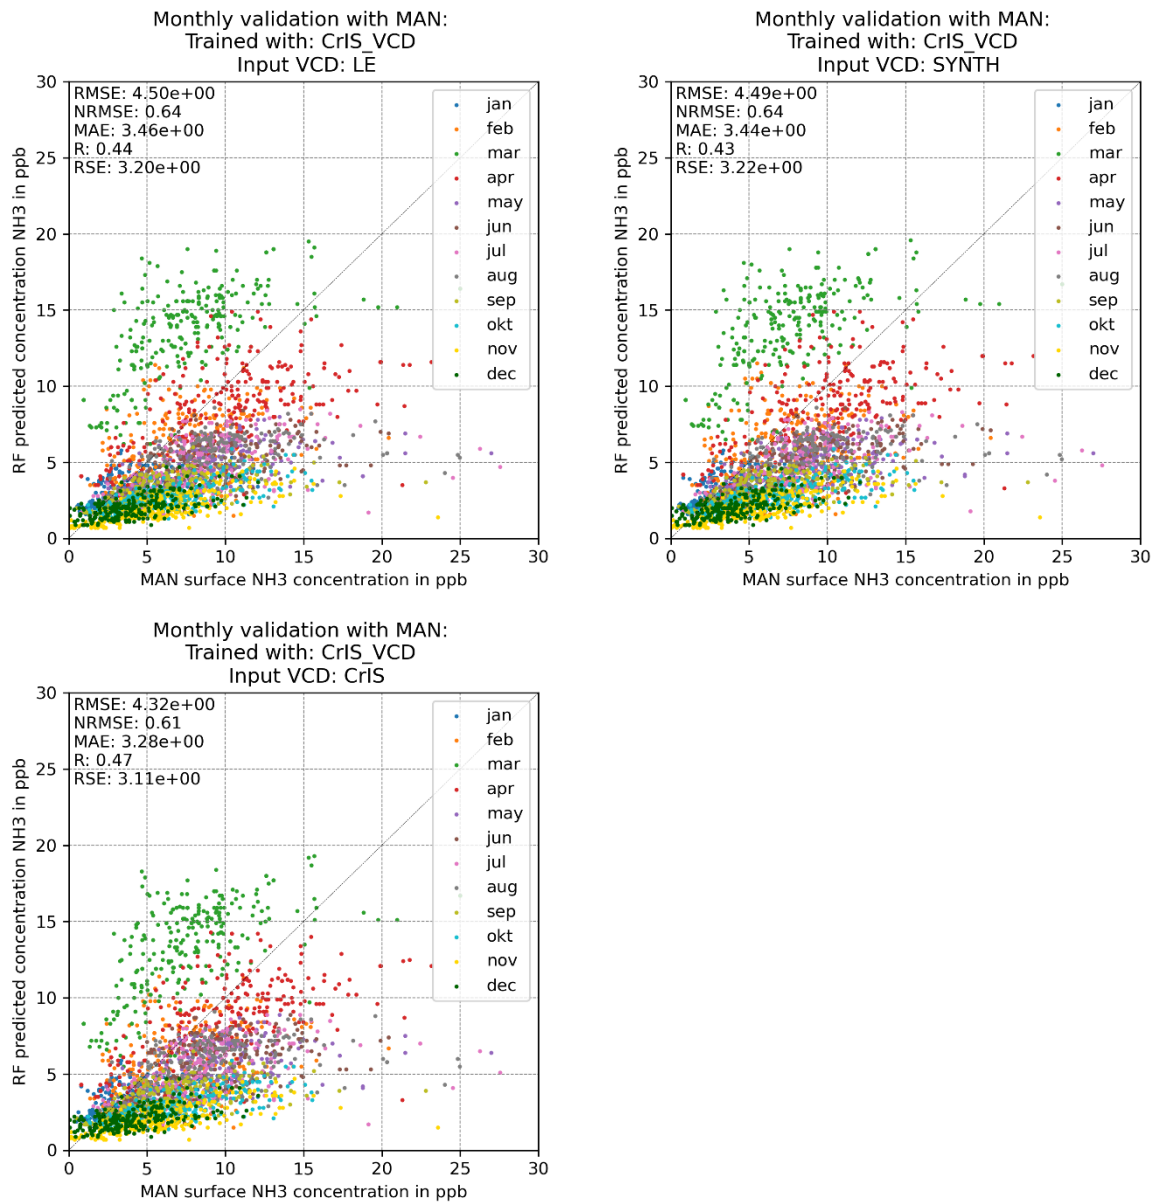 Monthly validation with MAN:
Trained with: CrIS_VCD
Input VCD: LE
RMSE: 4.50e+00
NRMSE: 0.64
MAE: 3.46e+00
R: 0.44
RSE: 3.20e+00
jan
feb
mar
apr
may
jun
jul
aug
sep
okt
nov
dec
30
25
20
15
10
5
0
RF predicted concentration NH3 in ppb
0 5 10 15 20 25 30
MAN surface NH3 concentration in ppb
Monthly validation with MAN:
Trained with: CrIS_VCD
Input VCD: SYNTH
RMSE: 4.49e+00
NRMSE: 0.64
MAE: 3.44e+00
R: 0.43
RSE: 3.22e+00
jan
feb
mar
apr
may
jun
jul
aug
sep
okt
nov
dec
30
25
20
15
10
5
0
RF predicted concentration NH3 in ppb
0 5 10 15 20 25 30
MAN surface NH3 concentration in ppb
Monthly validation with MAN:
Trained with: CrIS_VCD
Input VCD: CrIS
RMSE: 4.32e+00
NRMSE: 0.61
MAE: 3.28e+00
R: 0.47
RSE: 3.11e+00
jan
feb
mar
apr
may
jun
jul
aug
sep
okt
nov
dec
30
25
20
15
10
5
0
RF predicted concentration NH3 in ppb
0 5 10 15 20 25 30
MAN surface NH3 concentration in ppb